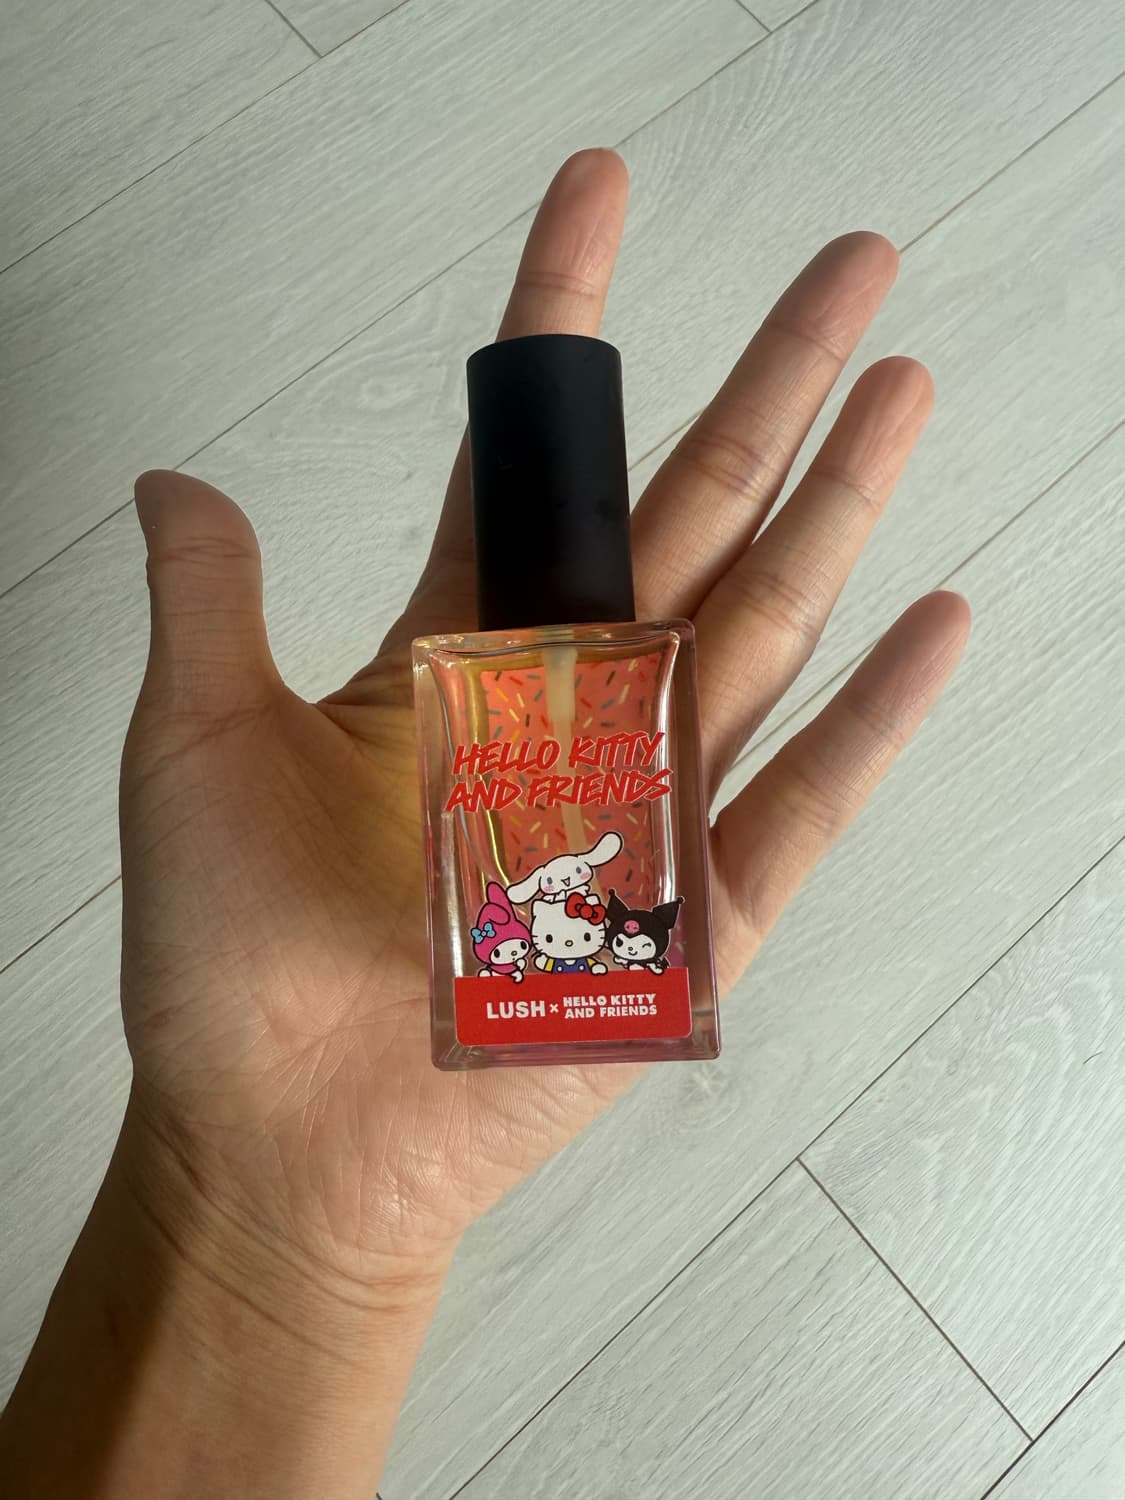 HELLO KITTY
AND FRIENDS
LUSH × HELLO KITTY
AND FRIENDS